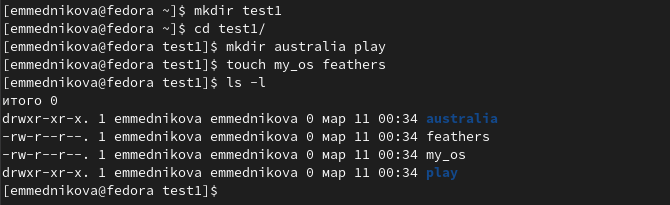 [emmednikova@fedora ~]$ mkdir test1
[emmednikova@fedora ~]$ cd test1/
[emmednikova@fedora test1]$ mkdir australia play
[emmednikova@fedora test1]$ touch my_os feathers
[emmednikova@fedora test1]$ ls -l
итого 0
drwxr-xr-x. 1 emmednikova emmednikova 0 мар 11 00:34 australia
-rw-r--r--. 1 emmednikova emmednikova 0 мар 11 00:34 feathers
-rw-r--r--. 1 emmednikova emmednikova 0 мар 11 00:34 my_os
drwxr-xr-x. 1 emmednikova emmednikova 0 мар 11 00:34 play
[emmednikova@fedora test1]$